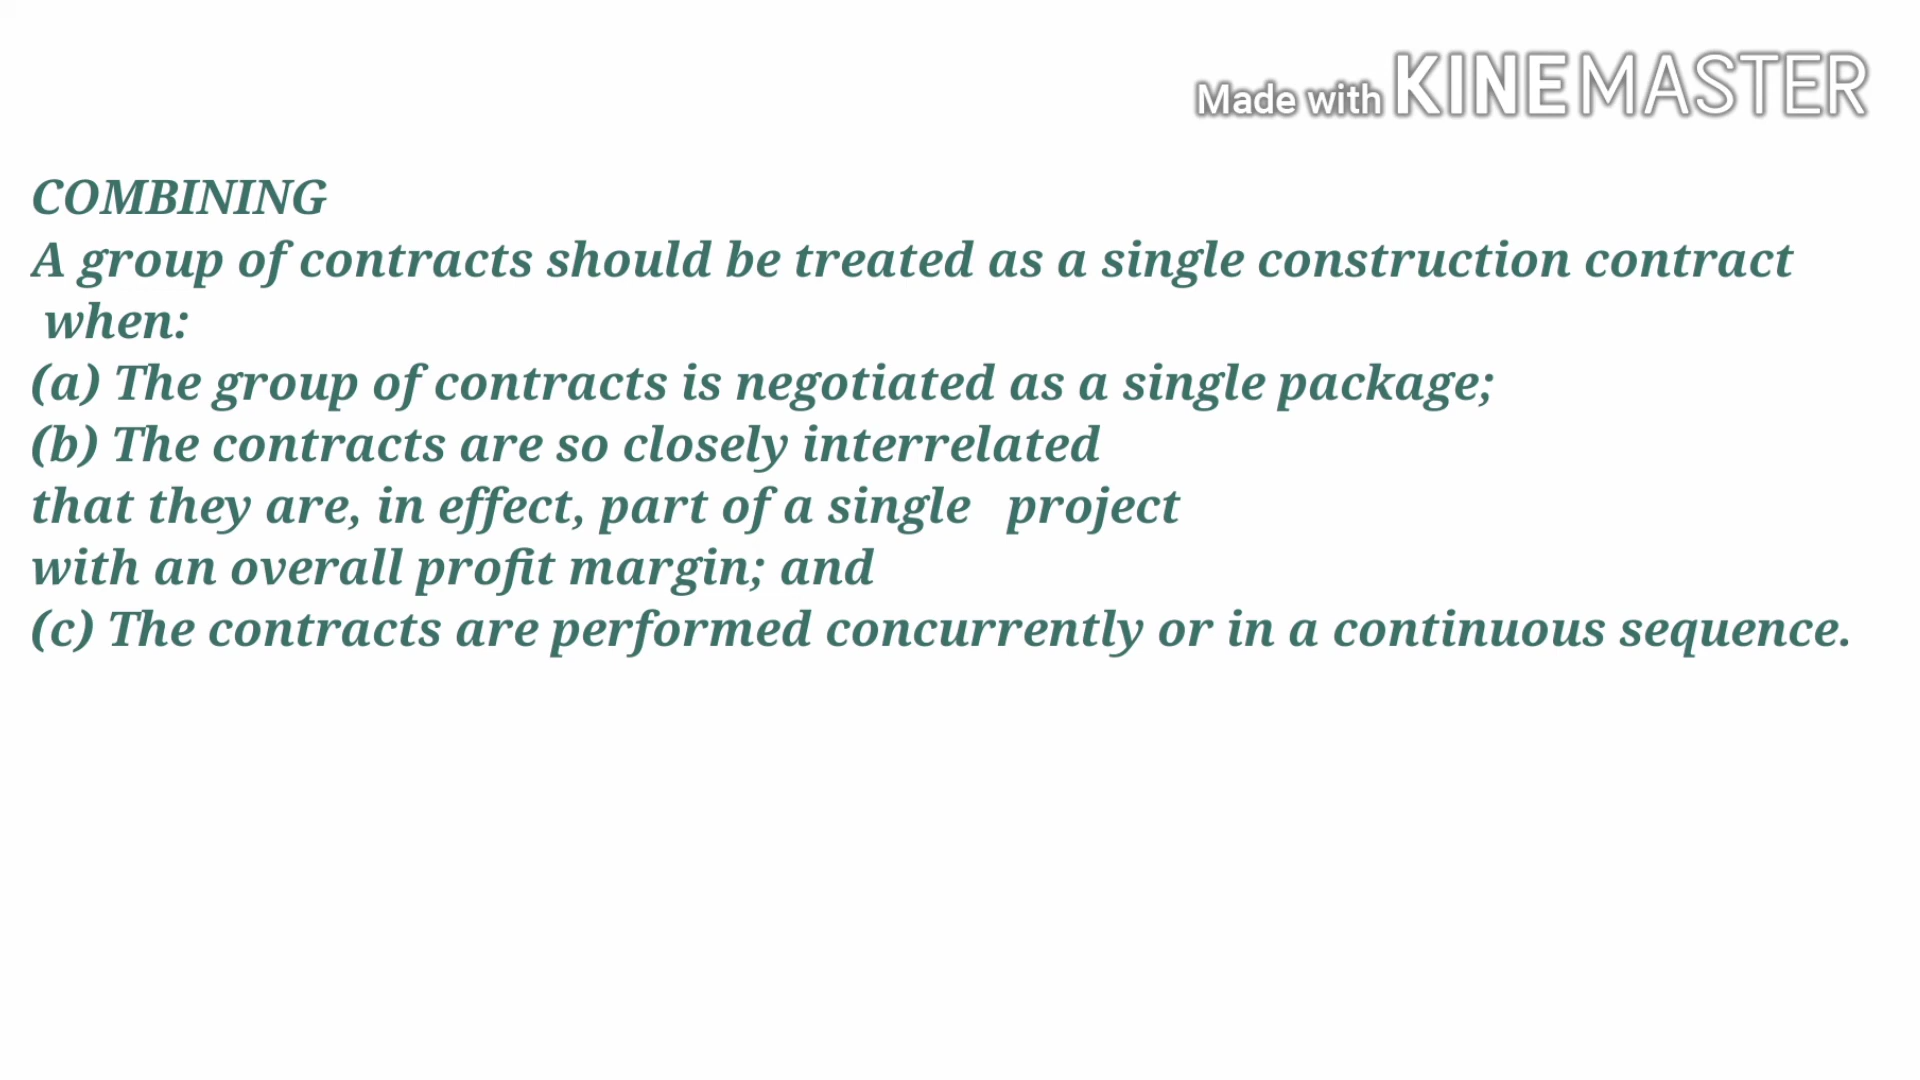 Made with KINEMASTER
COMBINING
A group of contracts should be treated as a single construction contract
when:
(a) The group of contracts is negotiated as a single package;
(b) The contracts are so closely interrelated
that they are, in effect, part of a single project
with an overall profit margin; and
(c) The contracts are performed concurrently or in a continuous sequence.